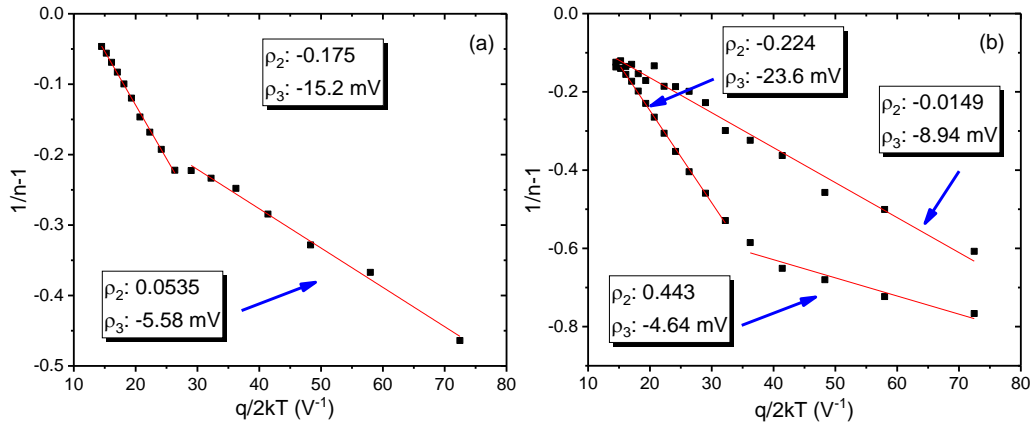 (a)
ρ2: -0.175
ρ3: -15.2 mV
ρ2: 0.0535
ρ3: -5.58 mV
-0.0
-0.1
-0.2
-0.3
-0.4
-0.5
1/n-1
10 20 30 40 50 60 70 80
q/2kT (V-1)
(b)
ρ2: -0.224
ρ3: -23.6 mV
ρ2: -0.0149
ρ3: -8.94 mV
ρ2: 0.443
ρ3: -4.64 mV
0.0
-0.2
-0.4
-0.6
-0.8
1/n-1
10 20 30 40 50 60 70 80
q/2kT (V-1)